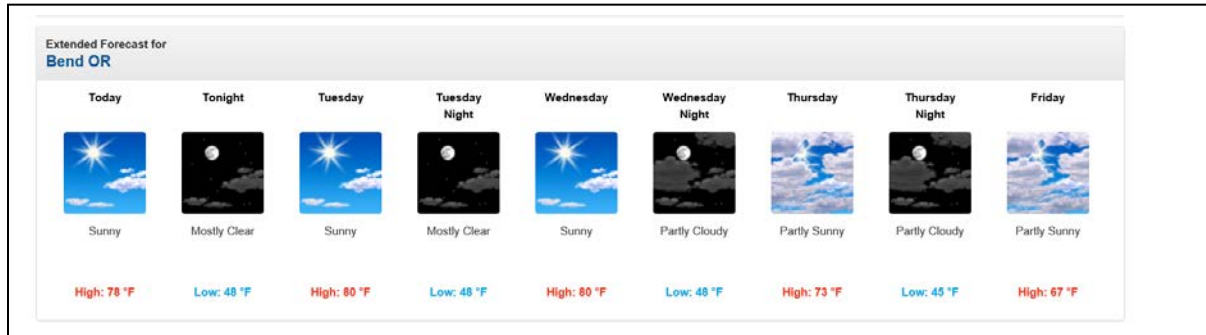 Extended Forecast for
Bend OR
Today
Tonight
Tuesday
Tuesday
Night
Wednesday
Wednesday
Night
Thursday
Thursday
Night
Friday
Sunny
Mostly Clear
Sunny
Mostly Clear
Sunny
Partly Cloudy
Partly Sunny
Partly Cloudy
Partly Sunny
High: 78 °F
Low: 48 °F
High: 80 °F
Low: 48 °F
High: 80 °F
Low: 48 °F
High: 73 °F
Low: 45 °F
High: 67 °F